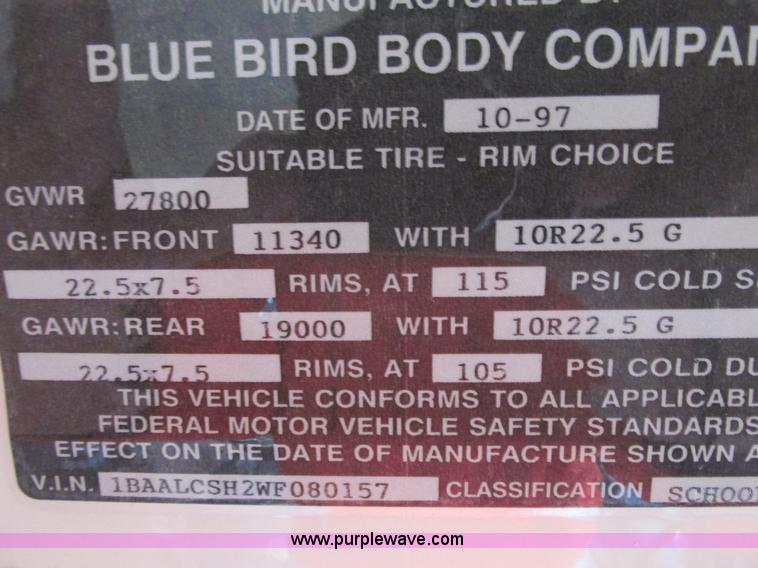 MANUFACTURED BY
BLUE BIRD BODY COMPAN
DATE OF MFR. 10-97
SUITABLE TIRE - RIM CHOICE
GVWR 27800
GAWR: FRONT 11340 WITH 10R22.5 G
22.5x7.5 RIMS, AT 115 PSI COLD S
GAWR: REAR 19000 WITH 10R22.5 G
22.5x7.5 RIMS, AT 105 PSI COLD DU
THIS VEHICLE CONFORMS TO ALL APPLICABL
FEDERAL MOTOR VEHICLE SAFETY STANDARDS
EFFECT ON THE DATE OF MANUFACTURE SHOWN A
V.I.N. 1BAALCSH2WF080157 CLASSIFICATION SCHOOL
www.purplewave.com